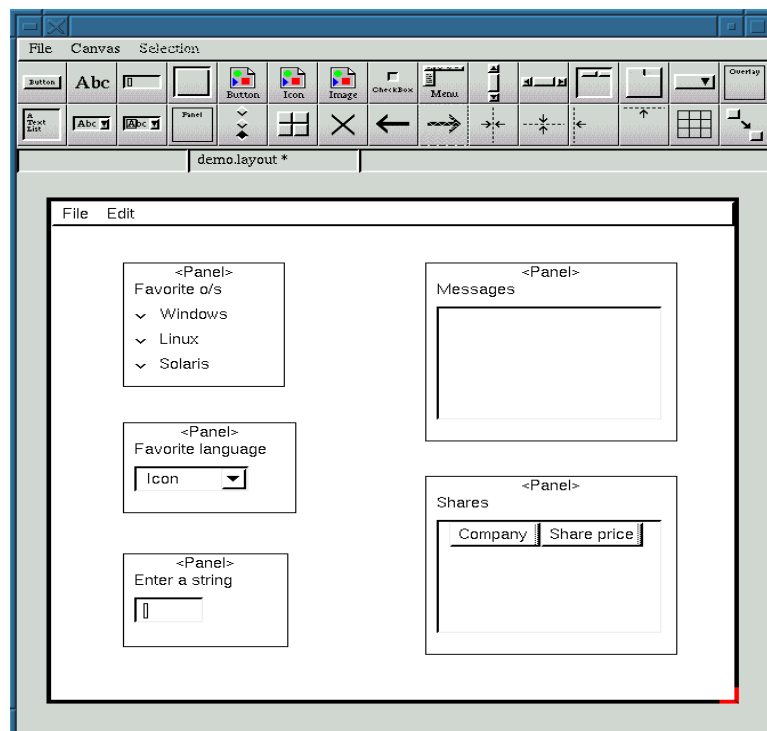 File Canvas Selection
Button Abc Button Icon Image CheckBox Menu Overlay
A Text List Abc Abc Panel
demo.layout *
File Edit
<Panel>
Favorite o/s
Windows
Linux
Solaris
<Panel>
Messages
<Panel>
Favorite language
Icon
<Panel>
Shares
Company Share price
<Panel>
Enter a string